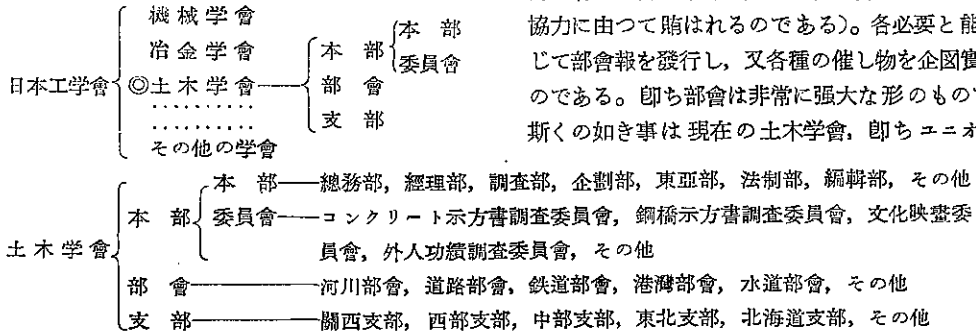 機械学會
冶金学會
日本工学會 ◎土木学會
‥‥‥‥
‥‥‥‥
その他の学會
本部
部會
支部
本部
委員會
協力に由つて賄はれるのである）。各必要と能
じて部會報を發行し，又各種の催し物を企図實
のである。卽ち部會は非常に强大な形のもので
斯くの如き事は現在の土木學會，卽ちユニオ
土木学會
本部
本部――總務部，經理部，調査部，企劃部，東亞部，法制部，編輯部，その他
委員會――コンクリート示方書調査委員會，鋼橋示方書調査委員會，文化映畫委
員會，外人功績調査委員會，その他
部會――河川部會，道路部會，鉄道部會，港灣部會，水道部會，その他
支部――關西支部，西部支部，中部支部，東北支部，北海道支部，その他